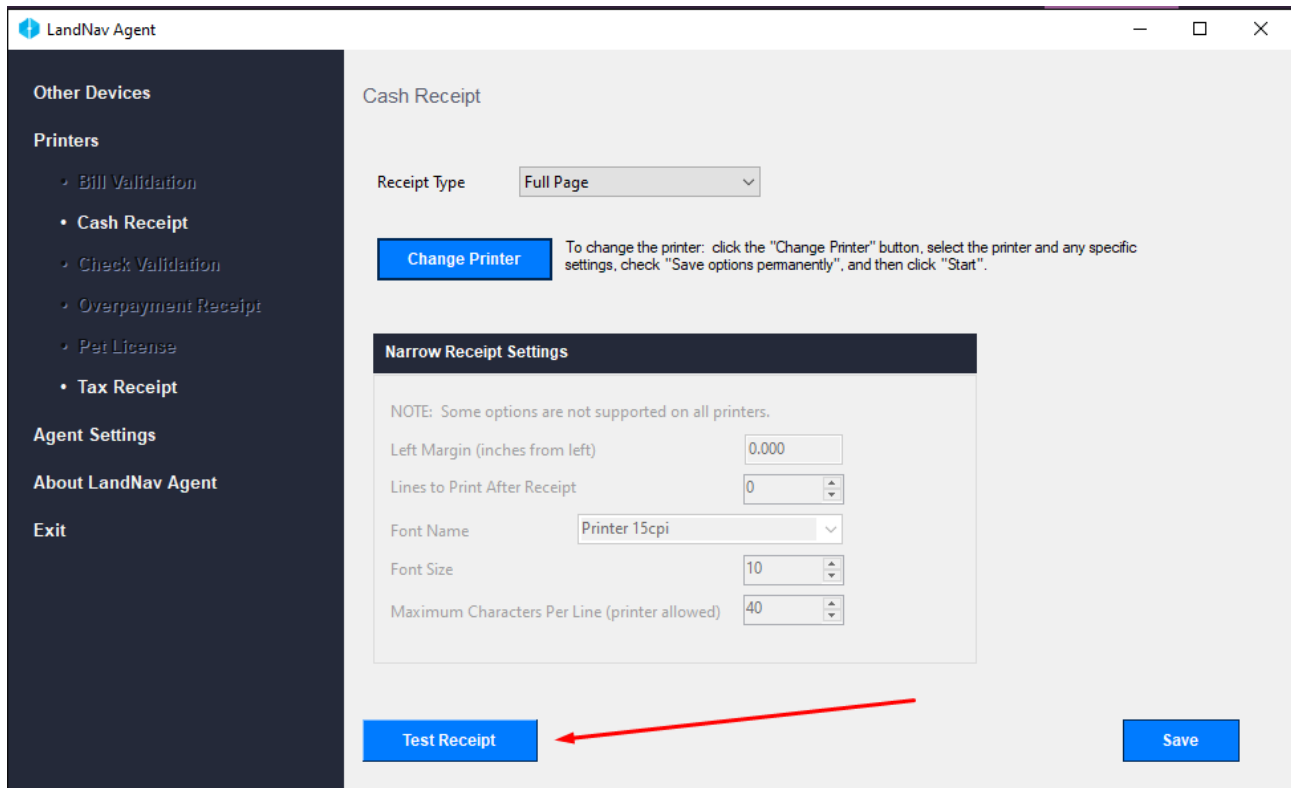 LandNav Agent
Other Devices
Printers
• Bill Validation
• Cash Receipt
• Check Validation
• Overpayment Receipt
• Pet License
• Tax Receipt
Agent Settings
About LandNav Agent
Exit
Cash Receipt
Receipt Type
Full Page
Change Printer
To change the printer:  click the "Change Printer" button, select the printer and any specific
settings, check "Save options permanently", and then click "Start".
Narrow Receipt Settings
NOTE:  Some options are not supported on all printers.
Left Margin (inches from left) 0.000
Lines to Print After Receipt 0
Font Name Printer 15cpi
Font Size 10
Maximum Characters Per Line (printer allowed) 40
Test Receipt
Save